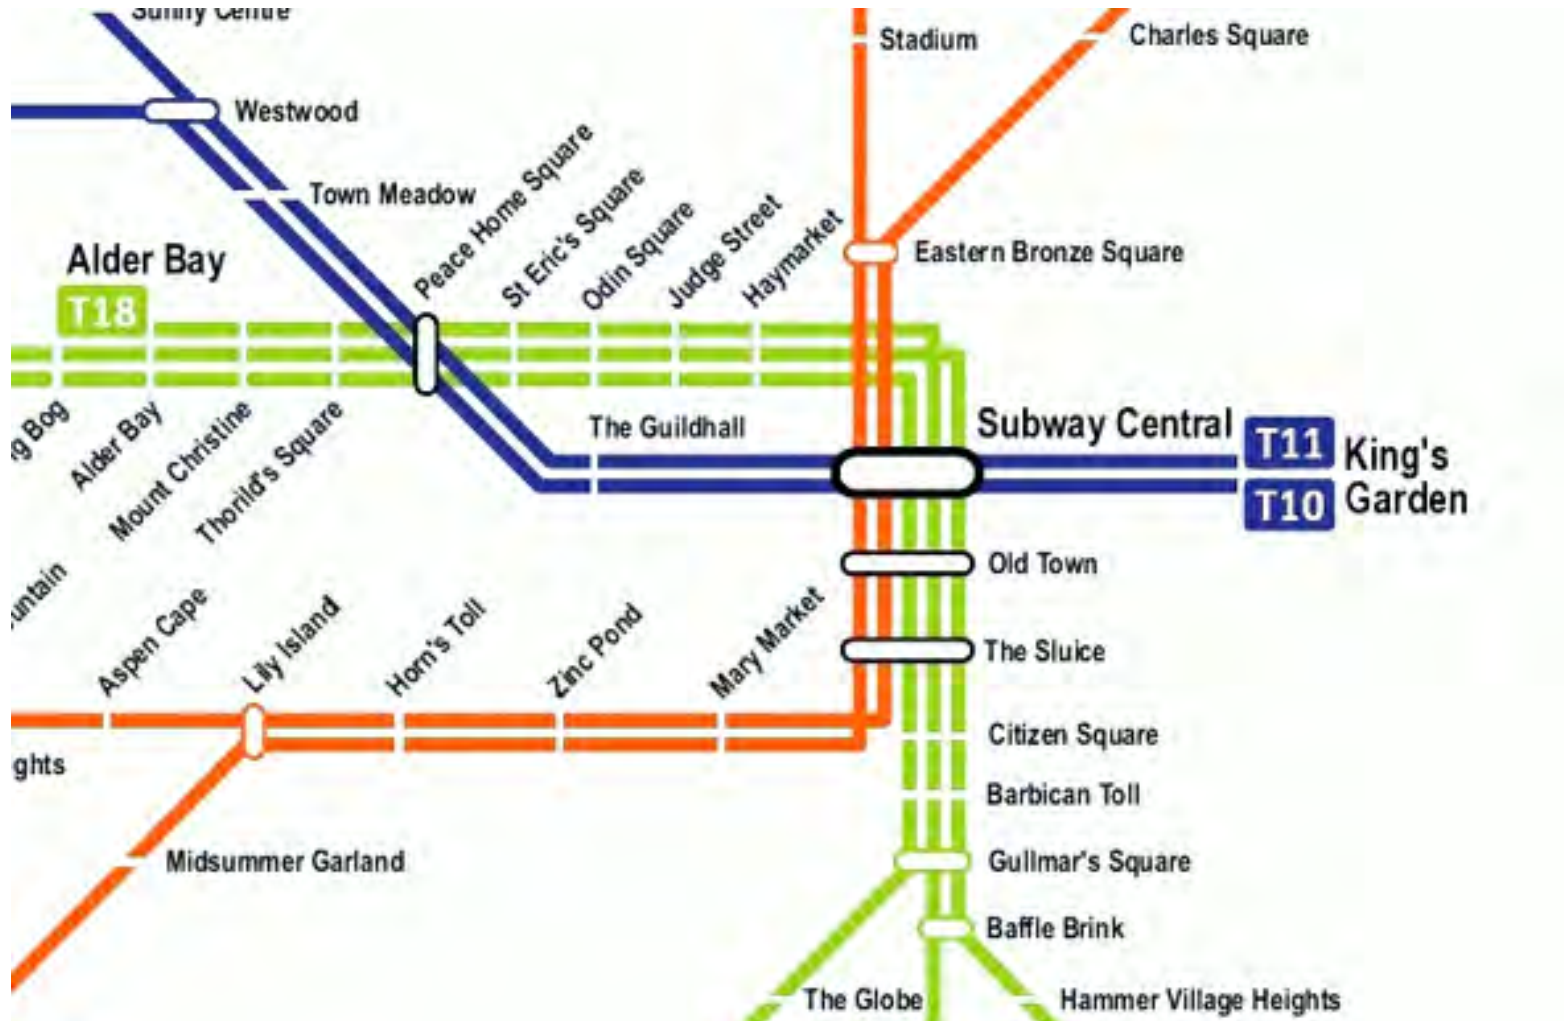 Sunny Centre
Stadium
Charles Square
Westwood
Town Meadow
Peace Home Square
St Eric's Square
Odin Square
Judge Street
Haymarket
Eastern Bronze Square
Alder Bay
T18
Bog
Alder Bay
Mount Christine
Thorild's Square
The Guildhall
Subway Central
T11
T10
King's
Garden
Old Town
The Sluice
Aspen Cape
Lily Island
Horn's Toll
Zinc Pond
Mary Market
Citizen Square
Barbican Toll
Midsummer Garland
Gullmar's Square
Baffle Brink
The Globe
Hammer Village Heights